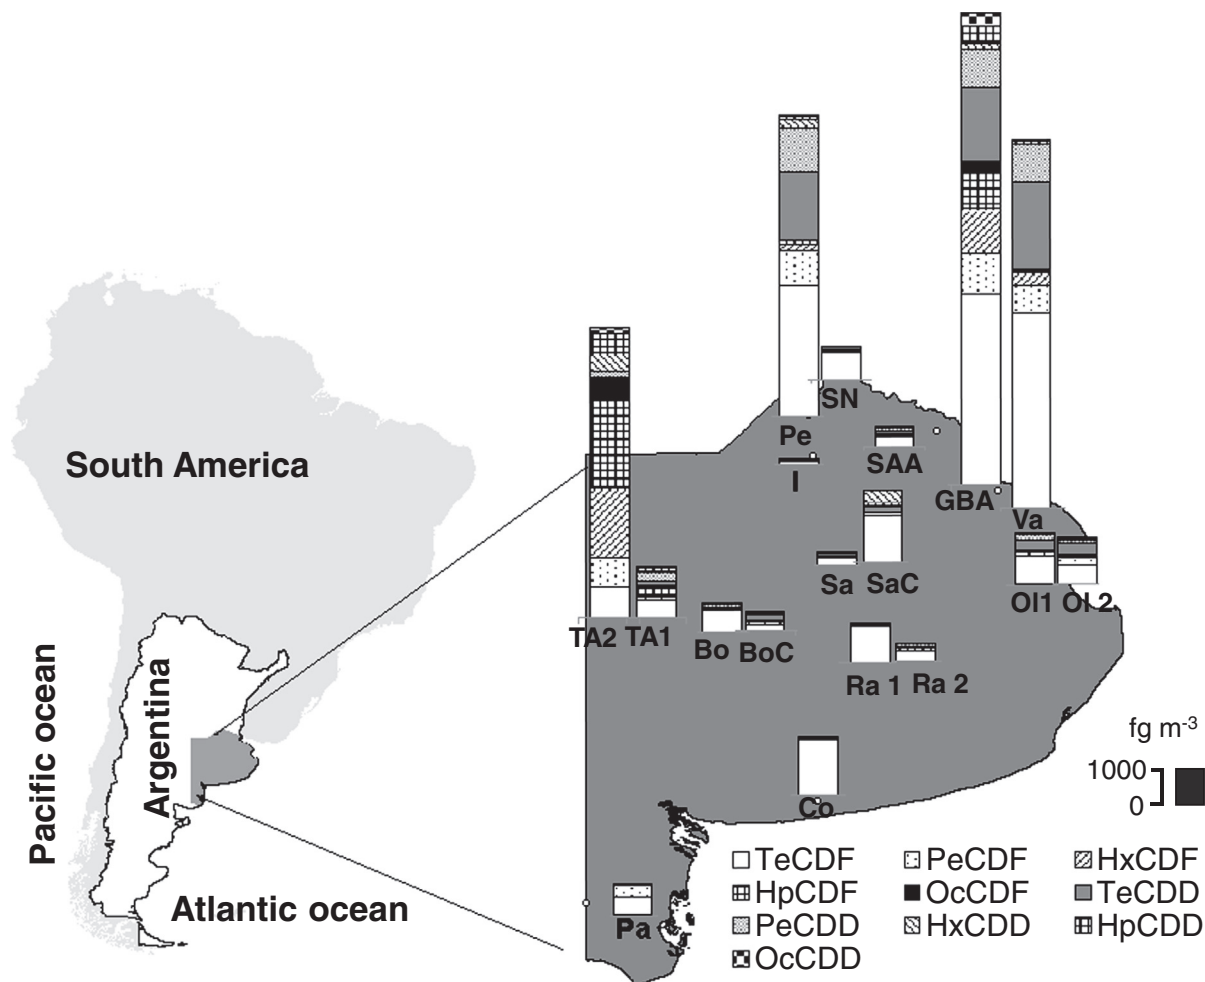 SN
Pe
SAA
South America
I
GBA
Va
Sa SaC
Ol1 Ol 2
TA2 TA1
Bo BoC
Ra 1 Ra 2
Pacific ocean
Argentina
fg m-3
1000
0
Co
TeCDF PeCDF HxCDF
HpCDF OcCDF TeCDD
Atlantic ocean
Pa
PeCDD HxCDD HpCDD
OcCDD